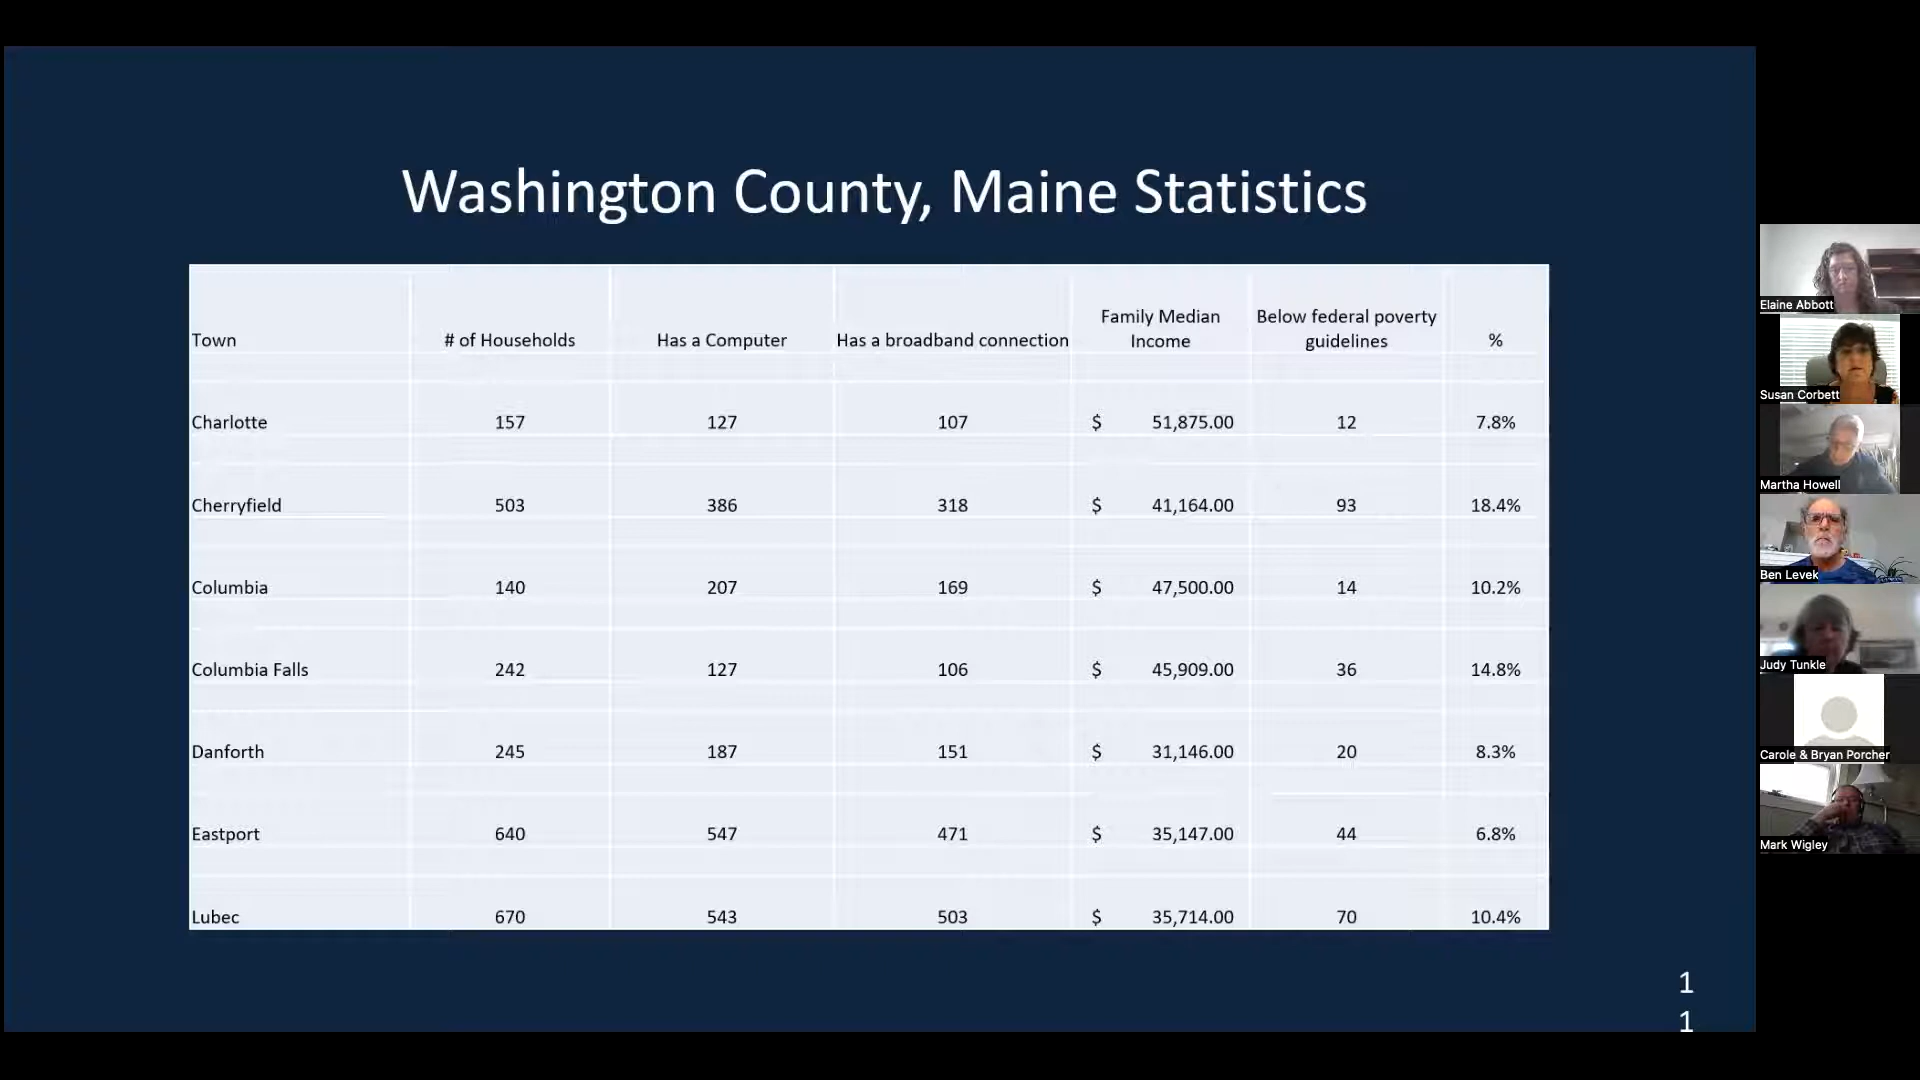 Washington County, Maine Statistics
Town # of Households Has a Computer Has a broadband connection Family Median Income Below federal poverty guidelines %
Charlotte 157 127 107 $ 51,875.00 12 7.8%
Cherryfield 503 386 318 $ 41,164.00 93 18.4%
Columbia 140 207 169 $ 47,500.00 14 10.2%
Columbia Falls 242 127 106 $ 45,909.00 36 14.8%
Danforth 245 187 151 $ 31,146.00 20 8.3%
Eastport 640 547 471 $ 35,147.00 44 6.8%
Lubec 670 543 503 $ 35,714.00 70 10.4%
1
1
Elaine Abbott
Susan Corbett
Martha Howell
Ben Levek
Judy Tunkle
Carole & Bryan Porcher
Mark Wigley